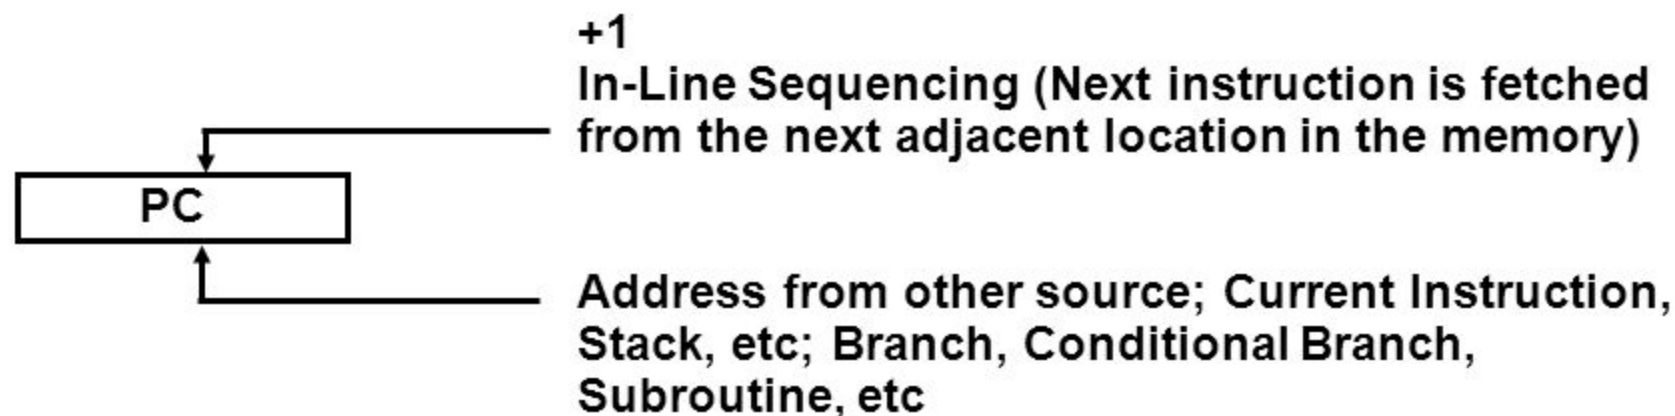 +1
In-Line Sequencing (Next instruction is fetched
from the next adjacent location in the memory)
PC
Address from other source; Current Instruction,
Stack, etc; Branch, Conditional Branch,
Subroutine, etc